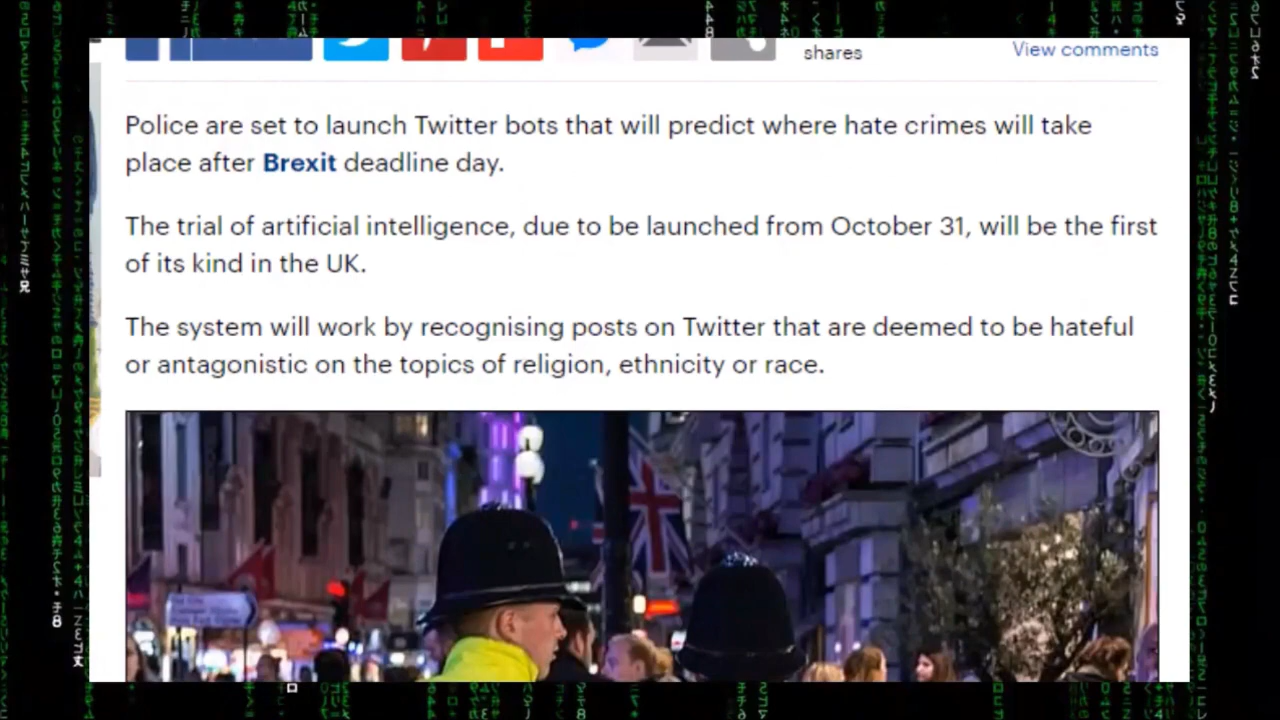 shares
View comments
Police are set to launch Twitter bots that will predict where hate crimes will take
place after Brexit deadline day.
The trial of artificial intelligence, due to be launched from October 31, will be the first
of its kind in the UK.
The system will work by recognising posts on Twitter that are deemed to be hateful
or antagonistic on the topics of religion, ethnicity or race.